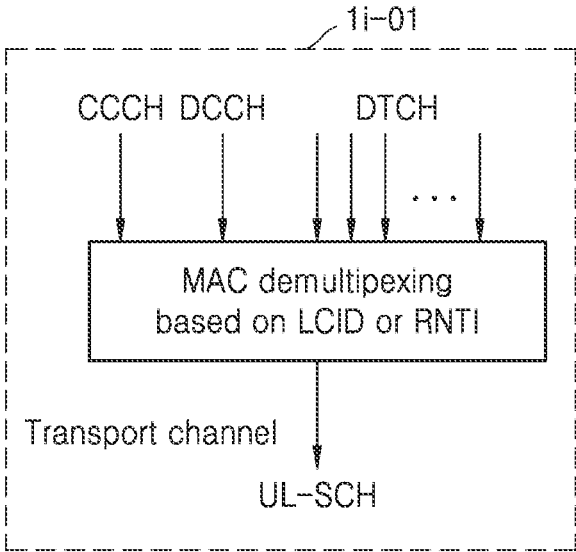 1i-01
CCCH DCCH DTCH
. . .
MAC demultipexing
based on LCID or RNTI
Transport channel
UL-SCH